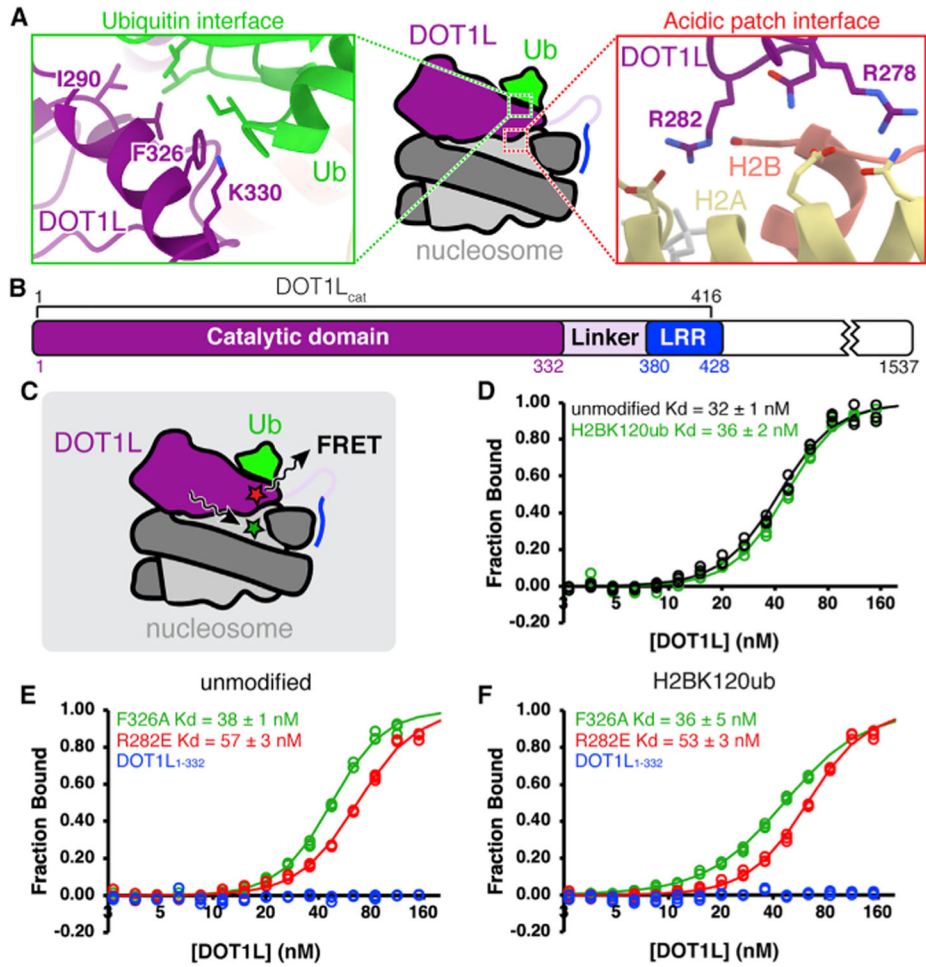 A
Ubiquitin interface
Acidic patch interface
I290
F326
K330
DOT1L
Ub
DOT1L
Ub
nucleosome
DOT1L
R278
R282
H2B
H2A
B
1
DOT1Lcat
416
Catalytic domain
Linker
LRR
1
332
380
428
1537
C
DOT1L
Ub
FRET
nucleosome
D
unmodified Kd = 32 ± 1 nM
H2BK120ub Kd = 36 ± 2 nM
Fraction Bound
1.00
0.80
0.60
0.40
0.20
0.00
-0.20
3 5 10 20 40 80 160
[DOT1L] (nM)
E
unmodified
F326A Kd = 38 ± 1 nM
R282E Kd = 57 ± 3 nM
DOT1L1-332
Fraction Bound
1.00
0.80
0.60
0.40
0.20
0.00
-0.20
3 5 10 20 40 80 160
[DOT1L] (nM)
F
H2BK120ub
F326A Kd = 36 ± 5 nM
R282E Kd = 53 ± 3 nM
DOT1L1-332
Fraction Bound
1.00
0.80
0.60
0.40
0.20
0.00
-0.20
3 5 10 20 40 80 160
[DOT1L] (nM)